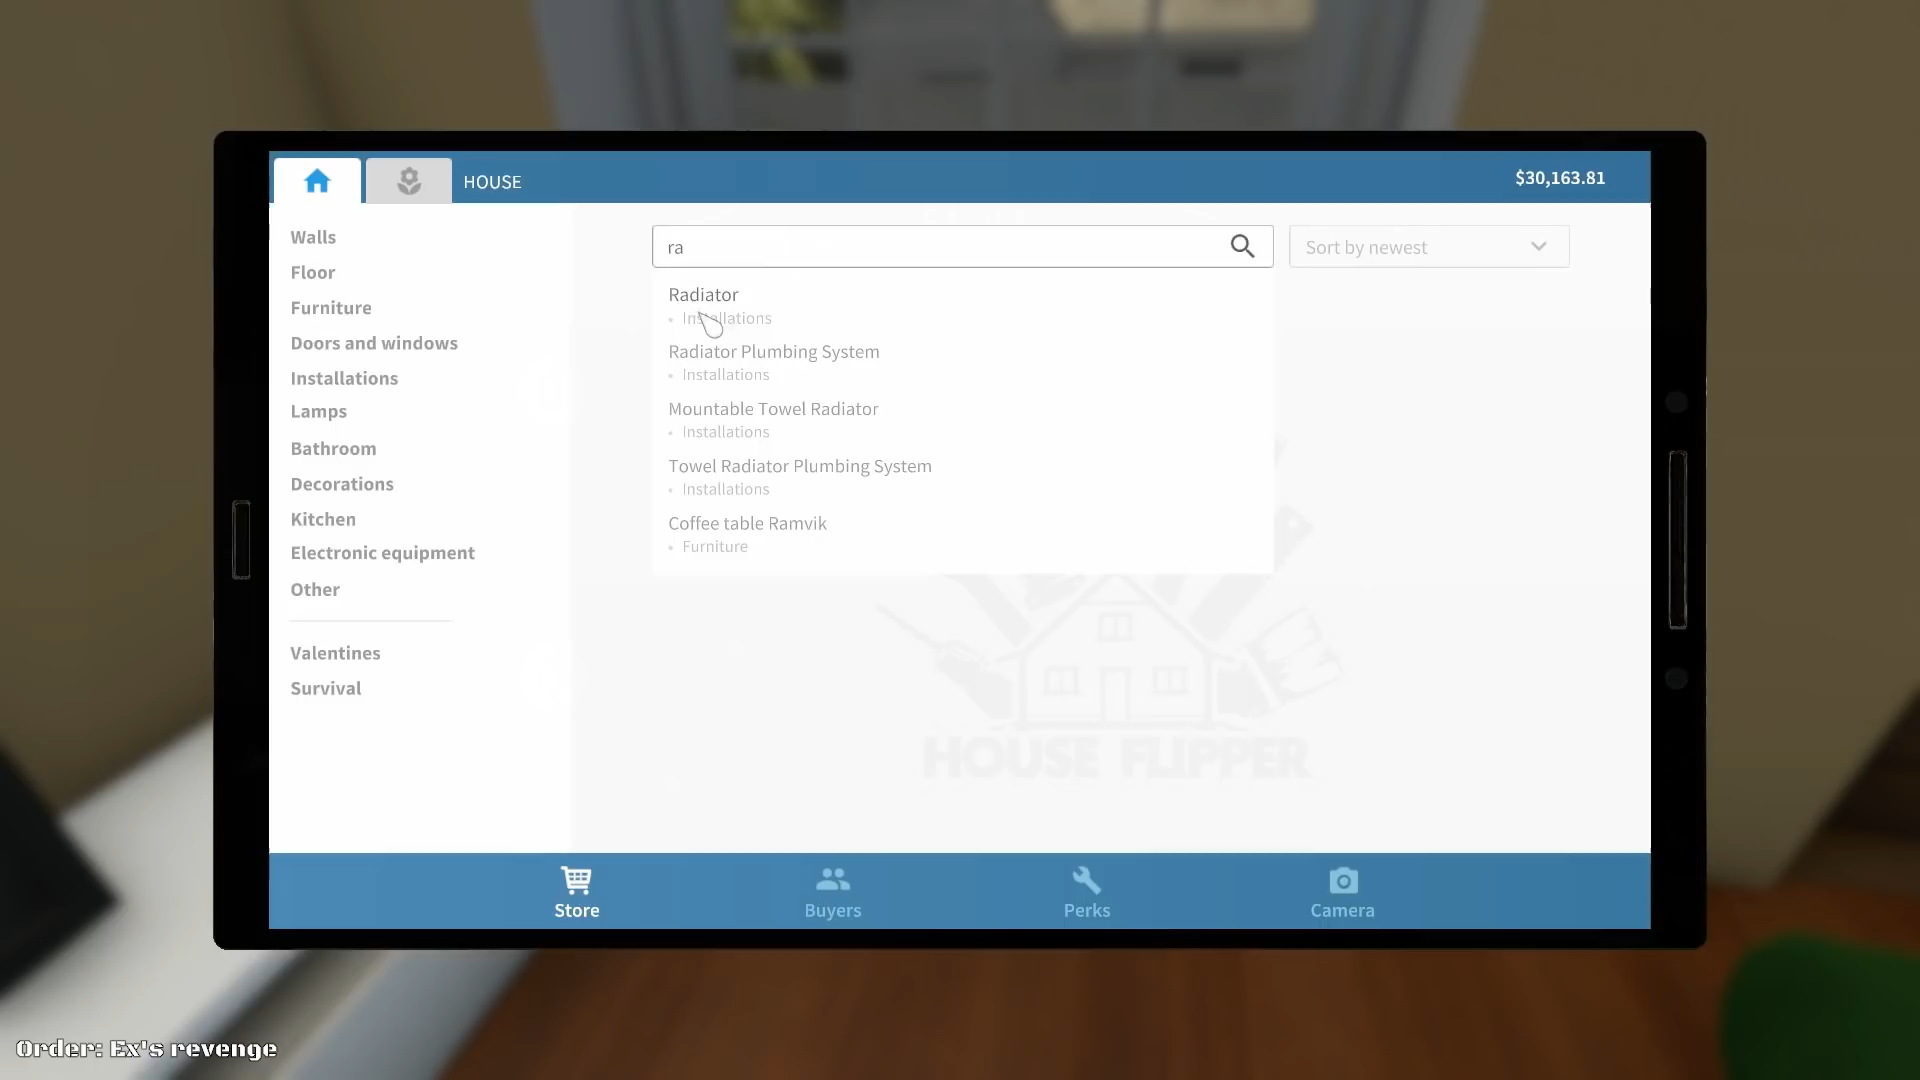 HOUSE
$30,163.81
Walls
Floor
Furniture
Doors and windows
Installations
Lamps
Bathroom
Decorations
Kitchen
Electronic equipment
Other
Valentines
Survival
ra
Sort by newest
Radiator
Installations
Radiator Plumbing System
Installations
Mountable Towel Radiator
Installations
Towel Radiator Plumbing System
Installations
Coffee table Ramvik
Furniture
HOUSE FLIPPER
Store
Buyers
Perks
Camera
Order: Ex's revenge